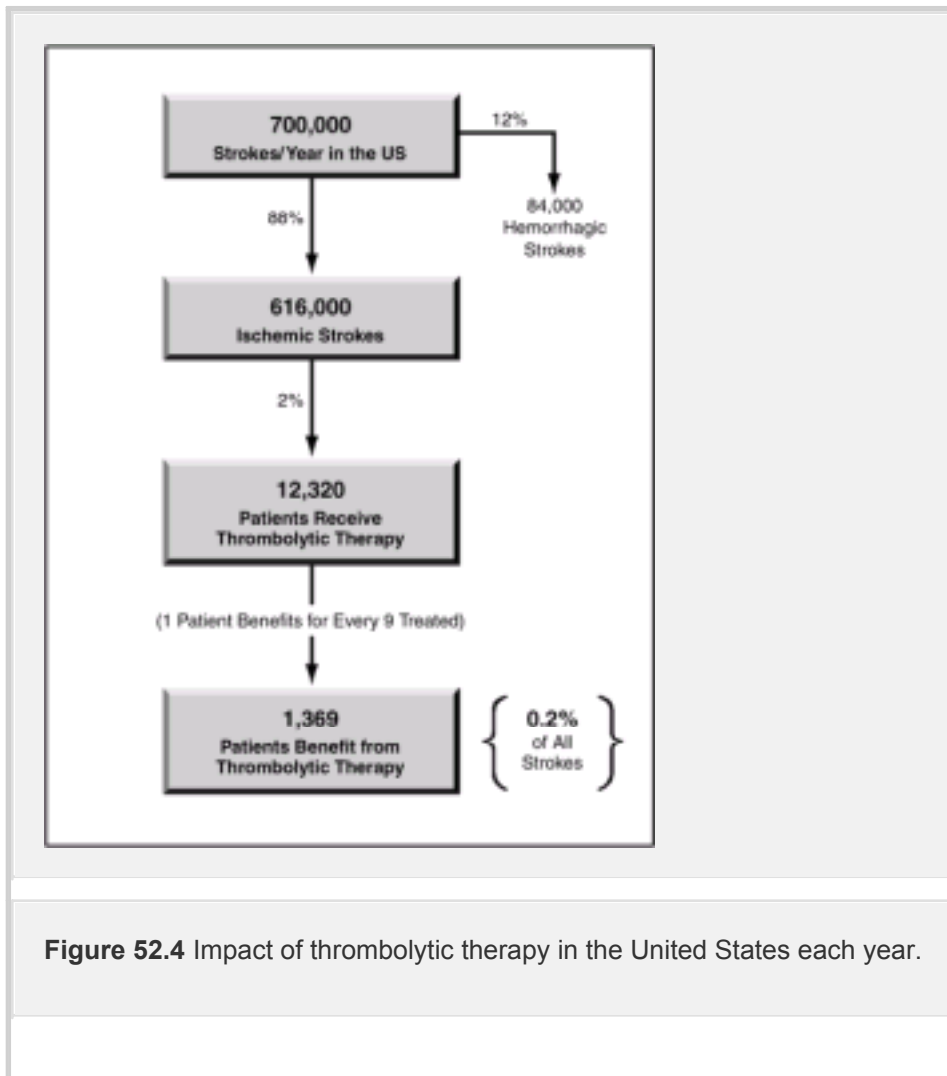 700,000
Strokes/Year in the US
12%
84,000
Hemorrhagic
Strokes
88%
616,000
Ischemic Strokes
2%
12,320
Patients Receive
Thrombolytic Therapy
(1 Patient Benefits for Every 9 Treated)
1,369
Patients Benefit from
Thrombolytic Therapy
0.2%
of All
Strokes
Figure 52.4 Impact of thrombolytic therapy in the United States each year.